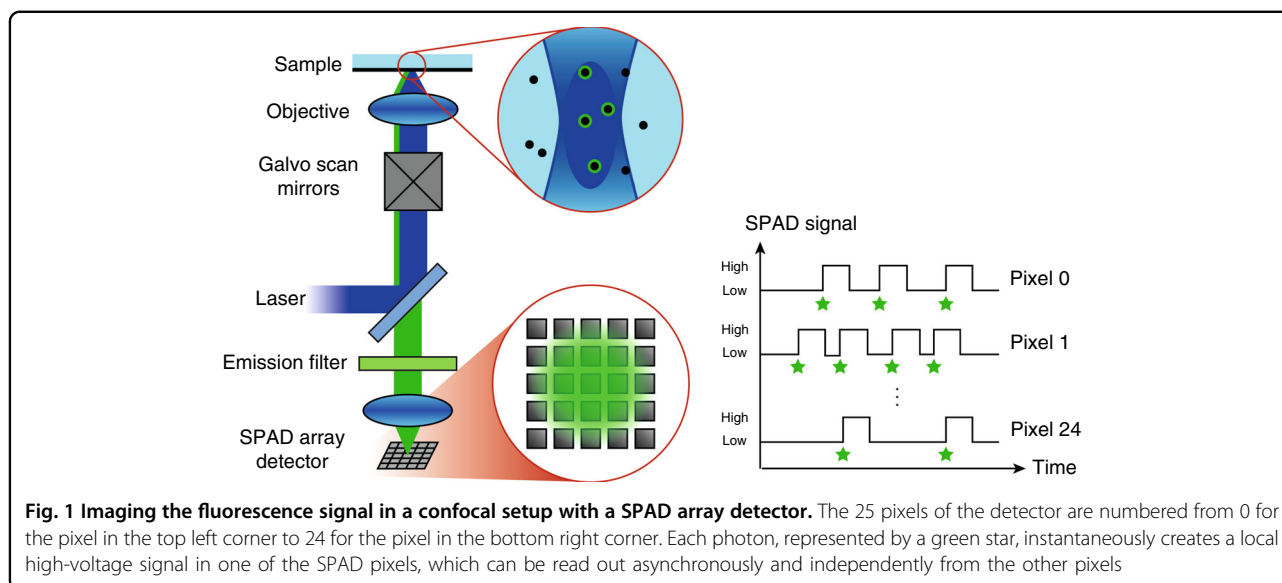 Sample
Objective
Galvo scan
mirrors
Laser
Emission filter
SPAD array
detector
SPAD signal
High
Low
Pixel 0
High
Low
Pixel 1
⋮
High
Low
Pixel 24
Time
Fig. 1 Imaging the fluorescence signal in a confocal setup with a SPAD array detector. The 25 pixels of the detector are numbered from 0 for
the pixel in the top left corner to 24 for the pixel in the bottom right corner. Each photon, represented by a green star, instantaneously creates a local
high-voltage signal in one of the SPAD pixels, which can be read out asynchronously and independently from the other pixels